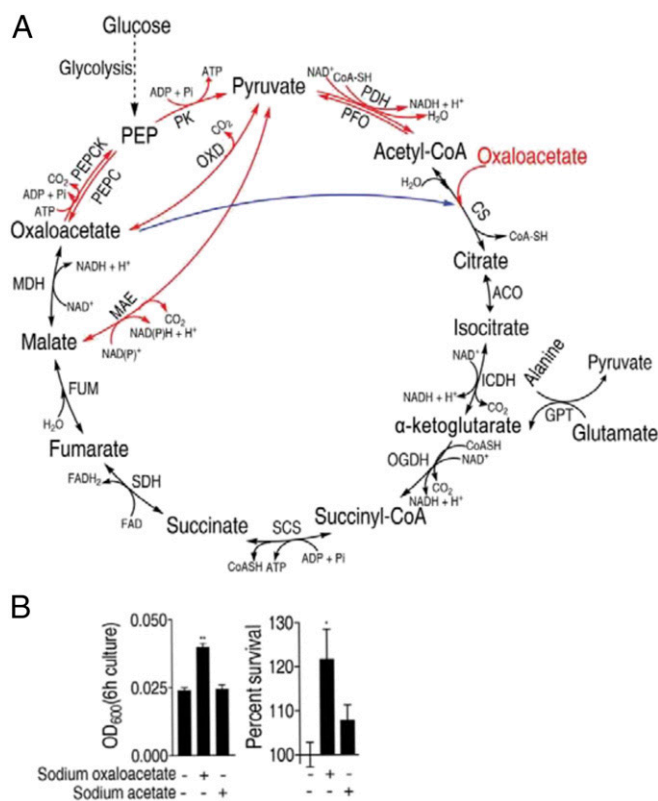 A
Glucose
Glycolysis
ATP
ADP + Pi
PK
PEP
Pyruvate
NAD⁺
CoA-SH
PDH
NADH + H⁺
H₂O
PFO
Acetyl-CoA
Oxaloacetate
H₂O
CS
CoA-SH
Citrate
ACO
Isocitrate
NAD⁺
ICDH
NADH + H⁺
CO₂
α-ketoglutarate
Alanine
Pyruvate
GPT
Glutamate
OGDH
CoASH
NAD⁺
CO₂
NADH + H⁺
Succinyl-CoA
SCS
CoASH
ATP
ADP + Pi
Succinate
SDH
FADH₂
FAD
Fumarate
FUM
H₂O
Malate
MAE
NAD(P)⁺
NAD(P)H + H⁺
CO₂
MDH
NADH + H⁺
NAD⁺
Oxaloacetate
PEPCK
PEPC
CO₂
ADP + Pi
ATP
OXD
CO₂
B
OD₆₀₀(6h culture)
0.050
0.025
0.000
**
Percent survival
130
120
110
100
*
Sodium oxaloacetate - + - - + -
Sodium acetate - - + - - +